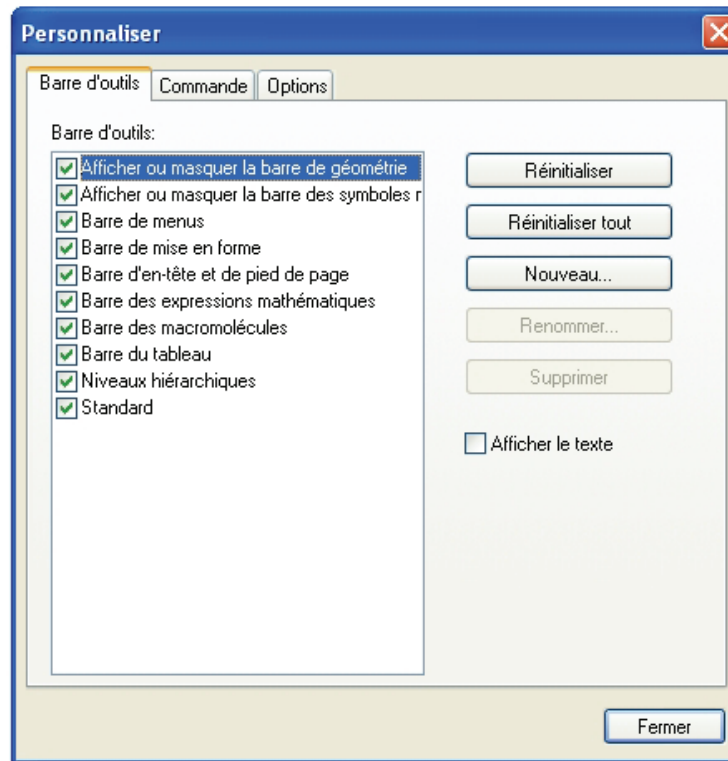 Personnaliser
Barre d'outils
Commande
Options
Barre d'outils:
Afficher ou masquer la barre de géométrie
Afficher ou masquer la barre des symboles
Barre de menus
Barre de mise en forme
Barre d'en-tête et de pied de page
Barre des expressions mathématiques
Barre des macromolécules
Barre du tableau
Niveaux hiérarchiques
Standard
Réinitialiser
Réinitialiser tout
Nouveau...
Renommer...
Supprimer
Afficher le texte
Fermer